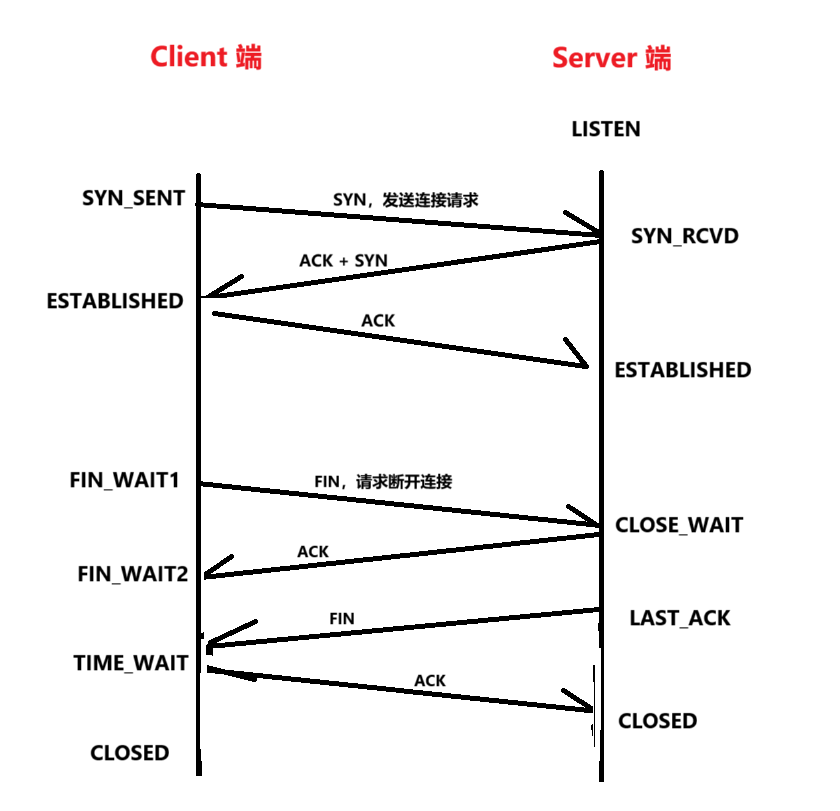 Client 端
Server 端
LISTEN
SYN_SENT
SYN，发送连接请求
SYN_RCVD
ACK + SYN
ESTABLISHED
ACK
ESTABLISHED
FIN_WAIT1
FIN，请求断开连接
CLOSE_WAIT
ACK
FIN_WAIT2
FIN
LAST_ACK
TIME_WAIT
ACK
CLOSED
CLOSED